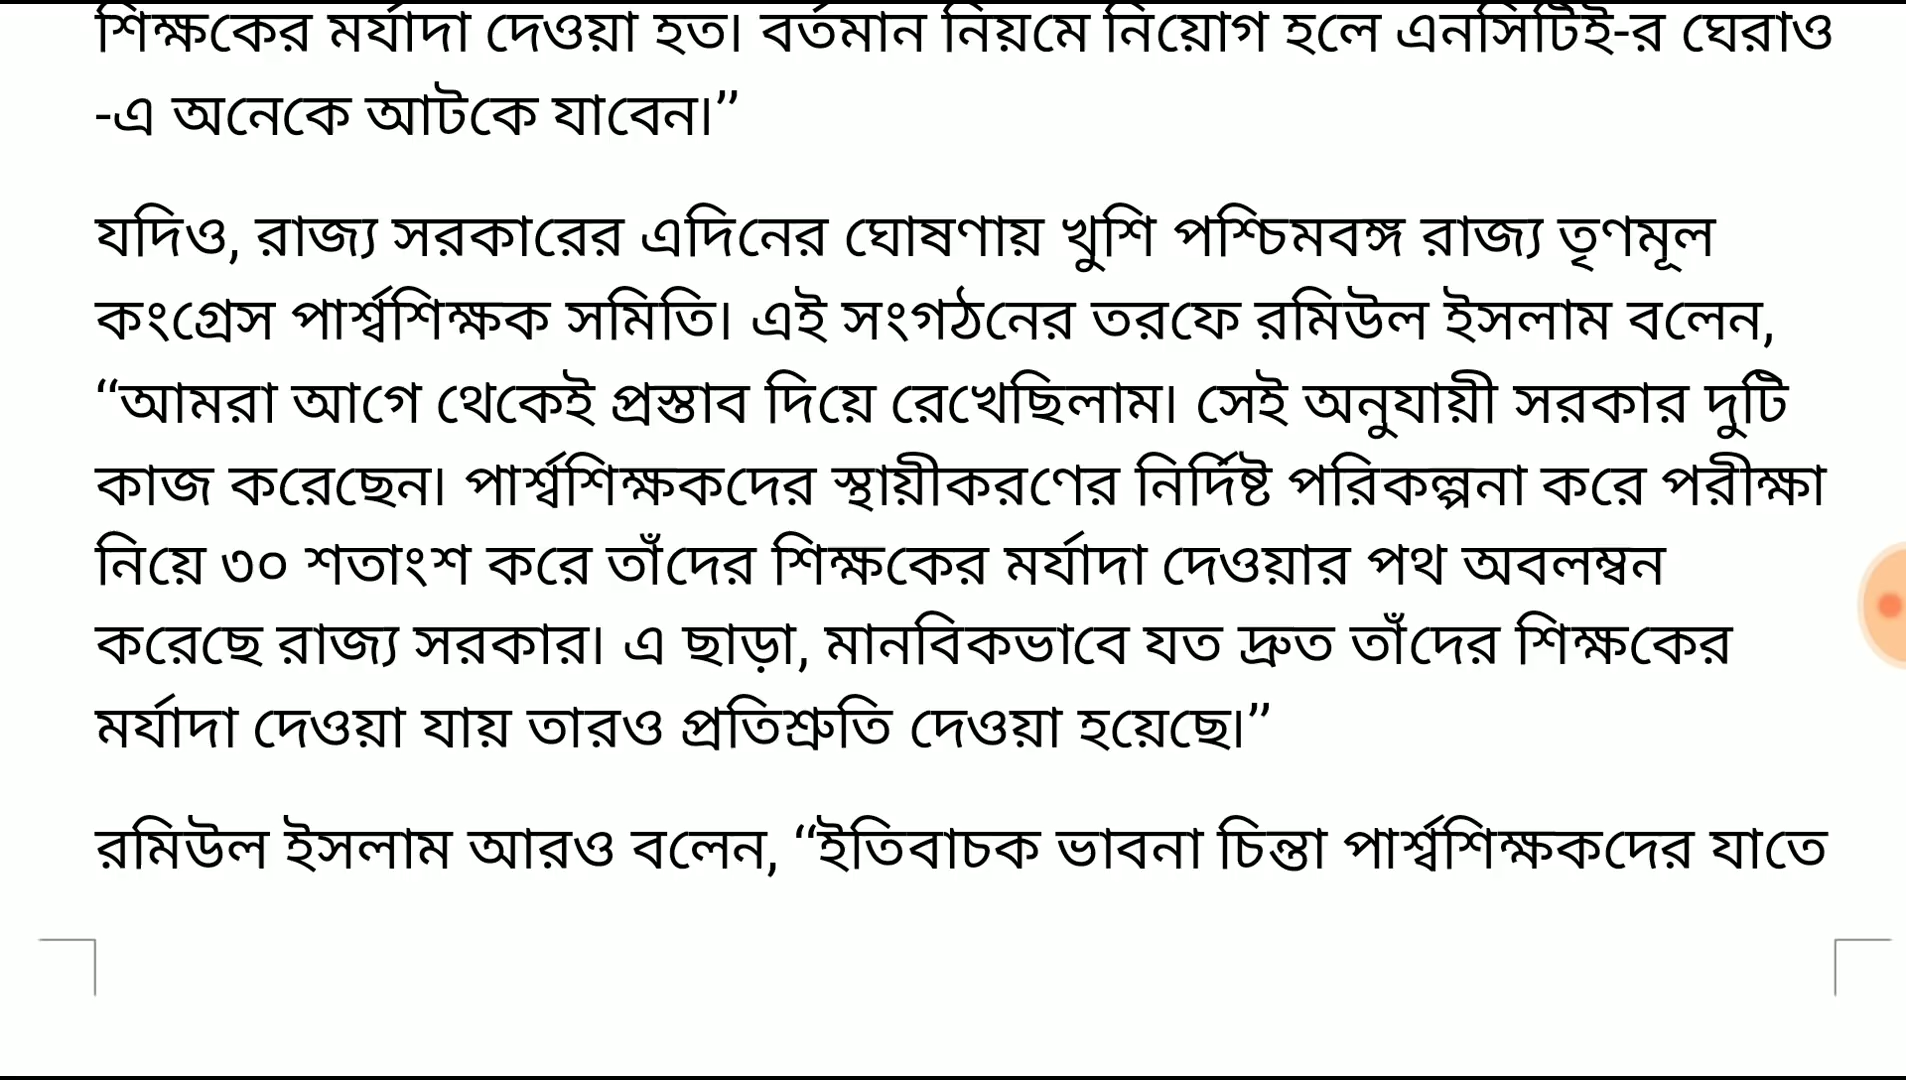 শিক্ষকের মর্যাদা দেওয়া হত। বর্তমান নিয়মে নিয়োগ হলে এনসিটিই-র ঘেরাও
-এ অনেকে আটকে যাবেন।’’
যদিও, রাজ্য সরকারের এদিনের ঘোষণায় খুশি পশ্চিমবঙ্গ রাজ্য তৃণমূল
কংগ্রেস পার্শ্বশিক্ষক সমিতি। এই সংগঠনের তরফে রমিউল ইসলাম বলেন,
‘‘আমরা আগে থেকেই প্রস্তাব দিয়ে রেখেছিলাম। সেই অনুযায়ী সরকার দুটি
কাজ করেছেন। পার্শ্বশিক্ষকদের স্থায়ীকরণের নির্দিষ্ট পরিকল্পনা করে পরীক্ষা
নিয়ে ৩০ শতাংশ করে তাঁদের শিক্ষকের মর্যাদা দেওয়ার পথ অবলম্বন
করেছে রাজ্য সরকার। এ ছাড়া, মানবিকভাবে যত দ্রুত তাঁদের শিক্ষকের
মর্যাদা দেওয়া যায় তারও প্রতিশ্রুতি দেওয়া হয়েছে।’’
রমিউল ইসলাম আরও বলেন, ‘‘ইতিবাচক ভাবনা চিন্তা পার্শ্বশিক্ষকদের যাতে